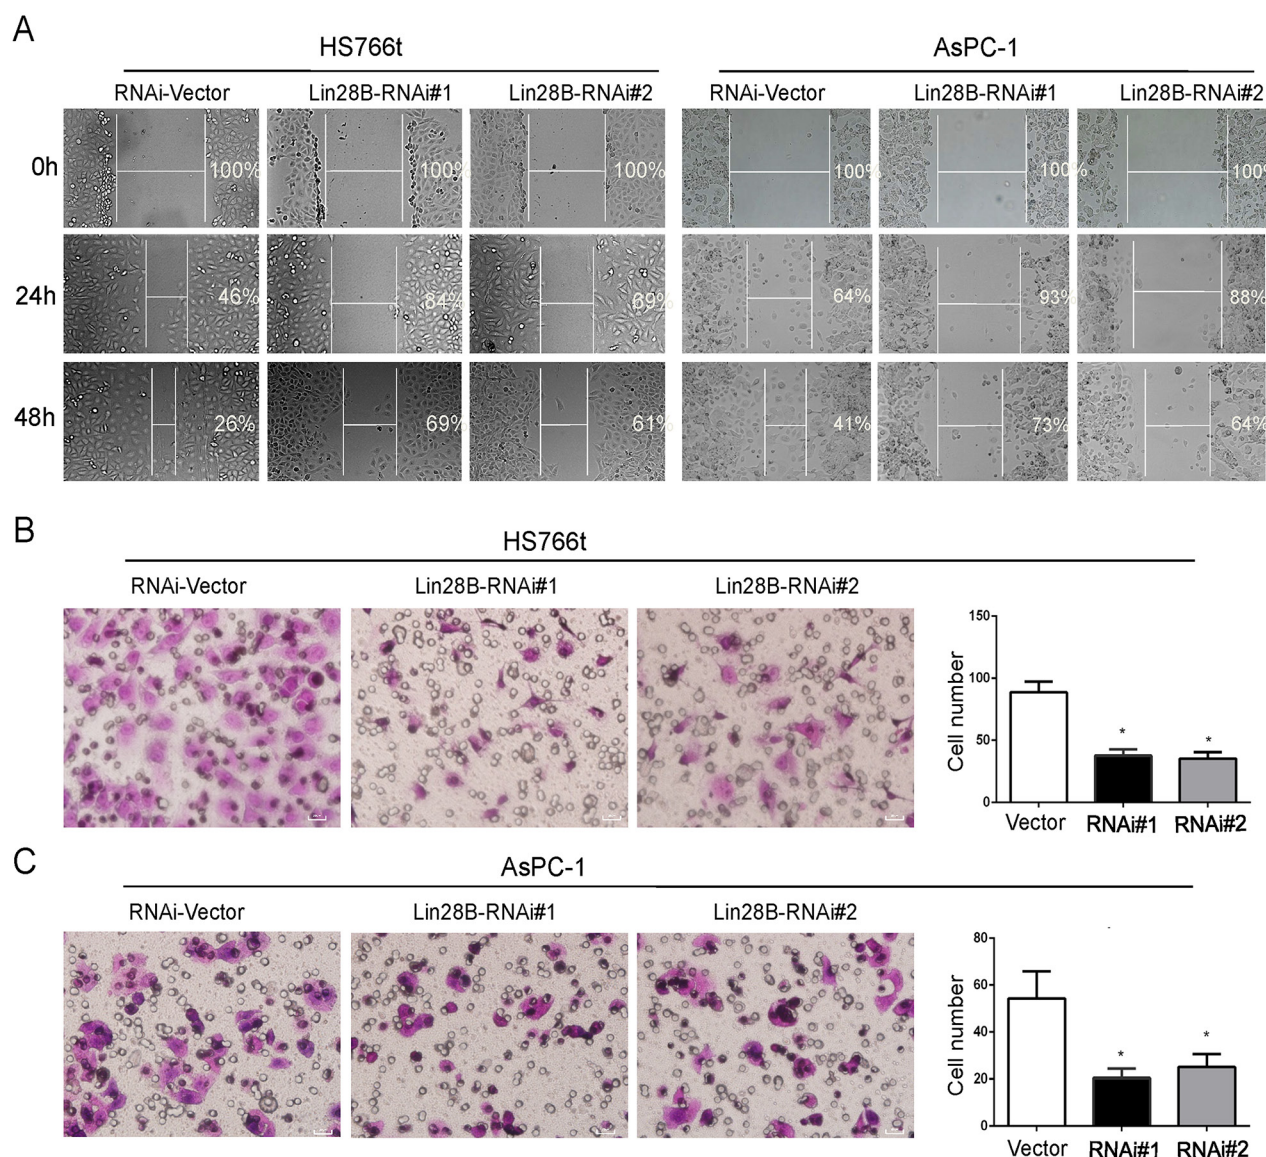 A
HS766t
AsPC-1
RNAi-Vector
Lin28B-RNAi#1
Lin28B-RNAi#2
RNAi-Vector
Lin28B-RNAi#1
Lin28B-RNAi#2
0h
100%
100%
100%
100%
100%
100%
24h
46%
84%
69%
64%
93%
88%
48h
26%
69%
61%
41%
73%
64%
B
HS766t
RNAi-Vector
Lin28B-RNAi#1
Lin28B-RNAi#2
150
100
50
0
Cell number
*
*
Vector
RNAi#1
RNAi#2
C
AsPC-1
RNAi-Vector
Lin28B-RNAi#1
Lin28B-RNAi#2
80
60
40
20
0
Cell number
*
*
Vector
RNAi#1
RNAi#2